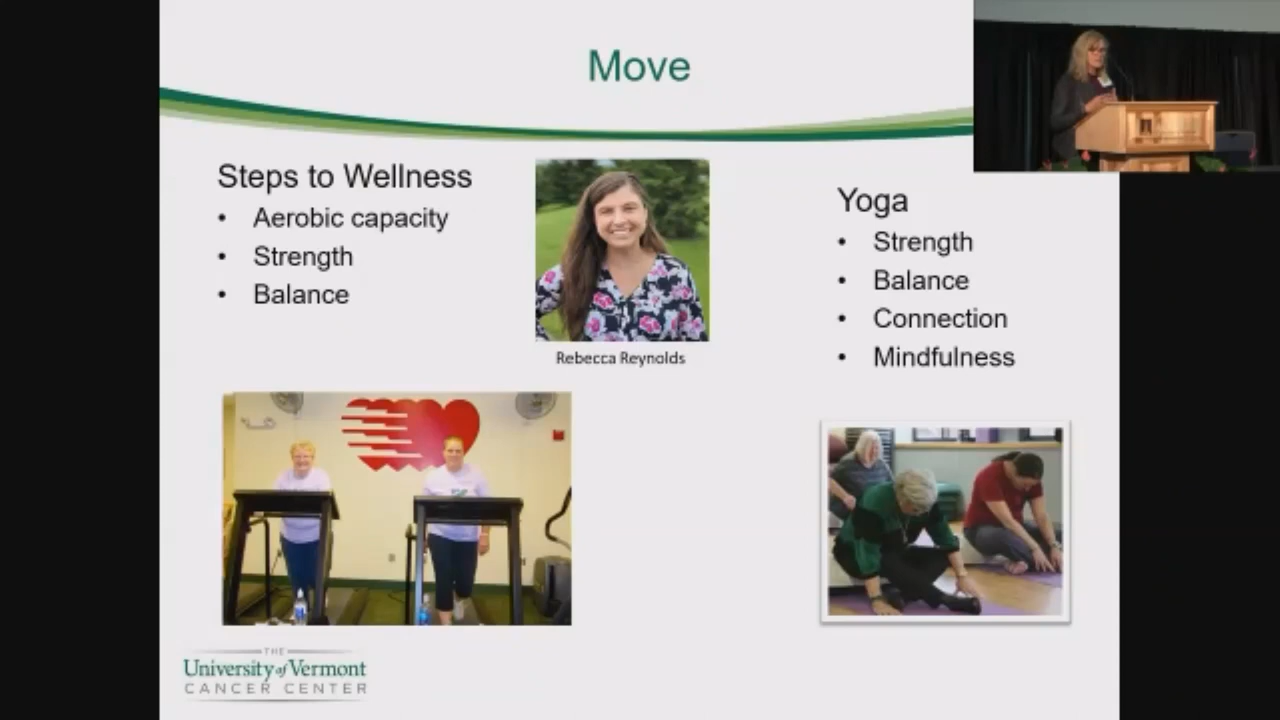 Move
Steps to Wellness
• Aerobic capacity
• Strength
• Balance
Rebecca Reynolds
Yoga
• Strength
• Balance
• Connection
• Mindfulness
THE
University of Vermont
CANCER CENTER